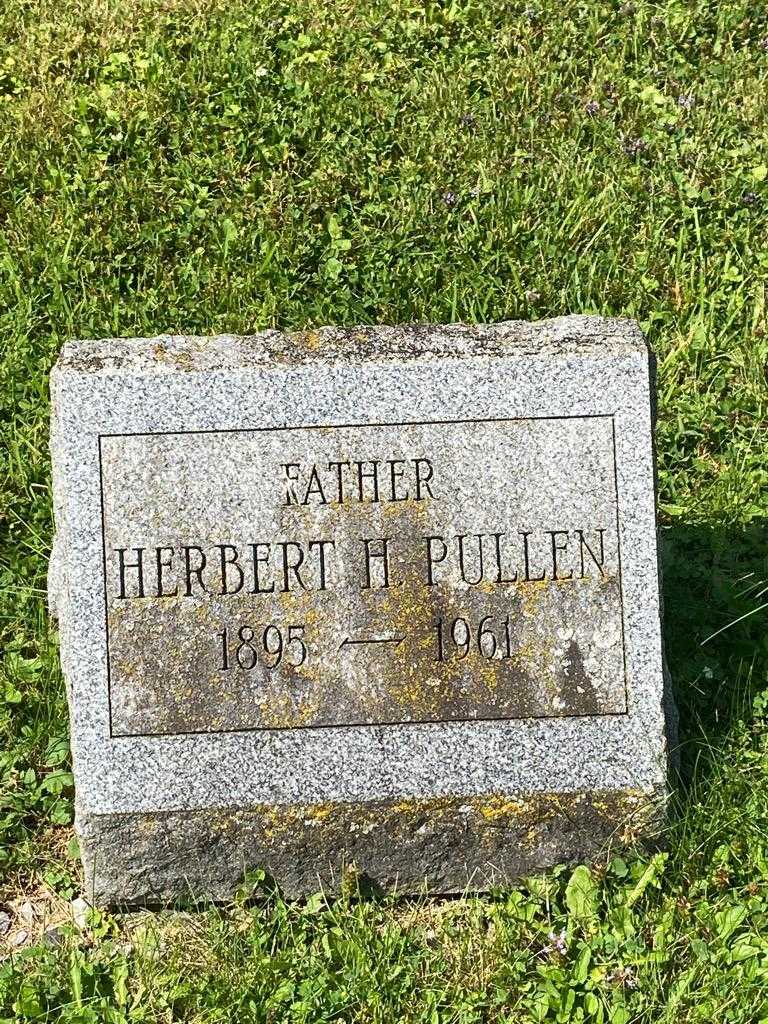 FATHER
HERBERT H. PULLEN
1895 — 1961